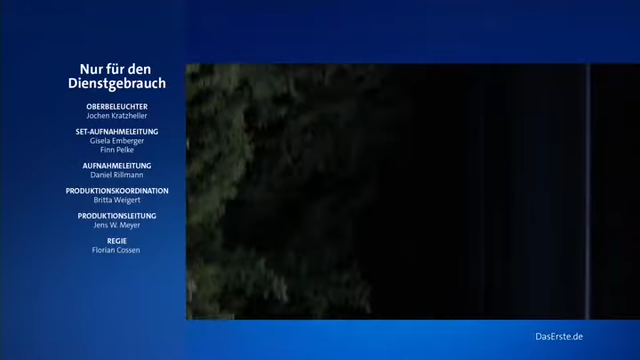 Nur für den
Dienstgebrauch
OBERBELEUCHTER
Jochen Kratzheller
SET-AUFNAHMELEITUNG
Gisela Emberger
Finn Pelke
AUFNAHMELEITUNG
Daniel Rillmann
PRODUKTIONSKOORDINATION
Britta Weigert
PRODUKTIONSLEITUNG
Jens W. Meyer
REGIE
Florian Cossen
DasErste.de